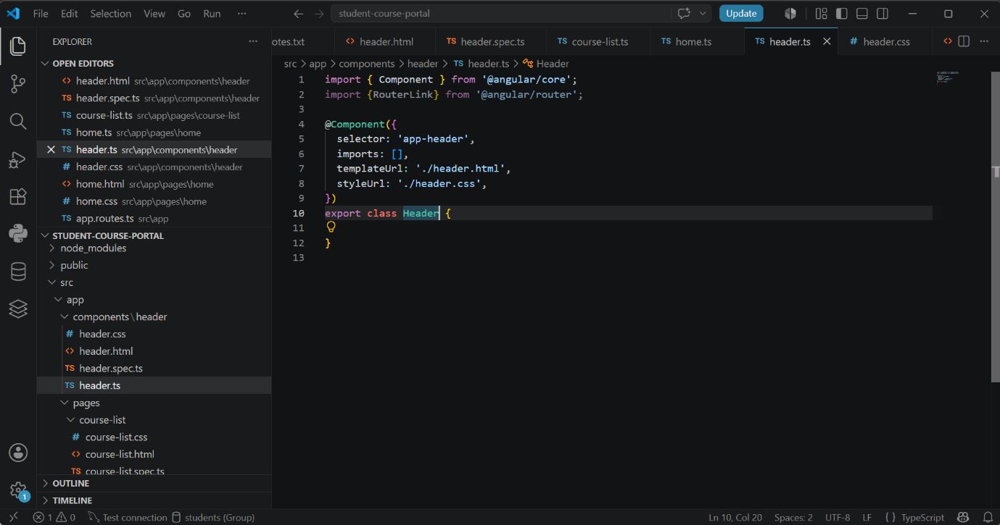 File Edit Selection View Go Run ··· student-course-portal Update
EXPLORER ···
OPEN EDITORS
header.html src\app\components\header
TS header.spec.ts src\app\components\header
TS course-list.ts src\app\pages\course-list
TS home.ts src\app\pages\home
TS header.ts src\app\components\header
# header.css src\app\components\header
home.html src\app\pages\home
# home.css src\app\pages\home
TS app.routes.ts src\app
STUDENT-COURSE-PORTAL
node_modules
public
src
app
components\header
# header.css
header.html
TS header.spec.ts
TS header.ts
pages
course-list
# course-list.css
course-list.html
TS course-list.spec.ts
OUTLINE
TIMELINE
otes.txt header.html TS header.spec.ts TS course-list.ts TS home.ts TS header.ts # header.css ···
src > app > components > header > TS header.ts > Header
1 import { Component } from '@angular/core';
2 import {RouterLink} from '@angular/router';
3
4 @Component({
5 selector: 'app-header',
6 imports: [],
7 templateUrl: './header.html',
8 styleUrl: './header.css',
9 })
10 export class Header {
11
12 }
13
1
1 0 Test connection students (Group) Ln 10, Col 20 Spaces: 2 UTF-8 LF { } TypeScript